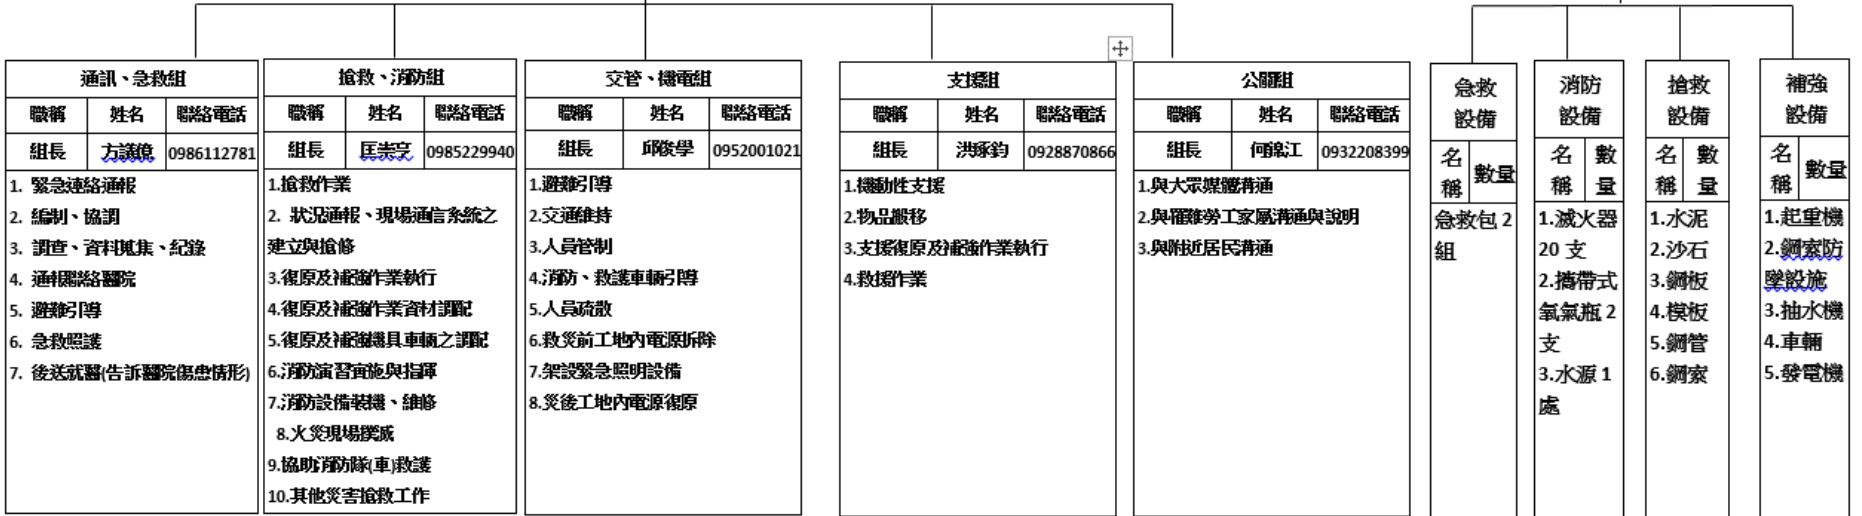 通訊、急救組
職稱 姓名 聯絡電話
組長 方議億 0986112781
1. 緊急連絡通報
2. 編制、協調
3. 調查、資料蒐集、紀錄
4. 通報聯絡醫院
5. 避難引導
6. 急救照護
7. 後送就醫(告訴醫院傷患情形)
搶救、消防組
職稱 姓名 聯絡電話
組長 匡崇亨 0985229940
1.搶救作業
2. 狀況通報、現場通信系統之
建立與搶修
3.復原及補強作業執行
4.復原及補強作業資材調配
5.復原及補強機具車輛之調配
6.消防演習實施與指揮
7.消防設備裝機、維修
8.火災現場撲滅
9.協助消防隊(車)救護
10.其他災害搶救工作
交管、機電組
職稱 姓名 聯絡電話
組長 邱俊學 0952001021
1.避難引導
2.交通維持
3.人員管制
4.消防、救護車輛引導
5.人員疏散
6.救災前工地內電源拆除
7.架設緊急照明設備
8.災後工地內電源復原
支援組
職稱 姓名 聯絡電話
組長 洪琢鈞 0928870866
1.機動性支援
2.物品搬移
3.支援復原及補強作業執行
4.救援作業
公關組
職稱 姓名 聯絡電話
組長 何錦江 0932208399
1.與大眾媒體溝通
2.與罹難勞工家屬溝通與說明
3.與附近居民溝通
急救
設備
名稱 數量
急救包 2
組
消防
設備
名稱 數量
1.滅火器
20 支
2.攜帶式
氧氣瓶 2
支
3.水源 1
處
搶救
設備
名稱 數量
1.水泥
2.沙石
3.鋼板
4.模板
5.鋼管
6.鋼索
補強
設備
名稱 數量
1.起重機
2.鋼索防
墜設施
3.抽水機
4.車輛
5.發電機